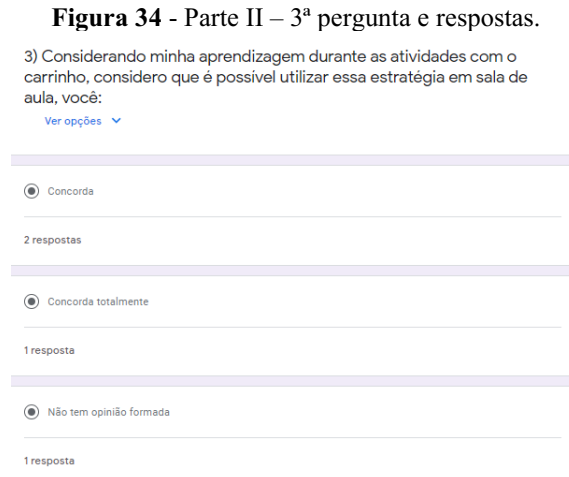 Figura 34 - Parte II – 3ª pergunta e respostas.
3) Considerando minha aprendizagem durante as atividades com o
carrinho, considero que é possível utilizar essa estratégia em sala de
aula, você:
Ver opções
Concorda
2 respostas
Concorda totalmente
1 resposta
Não tem opinião formada
1 resposta